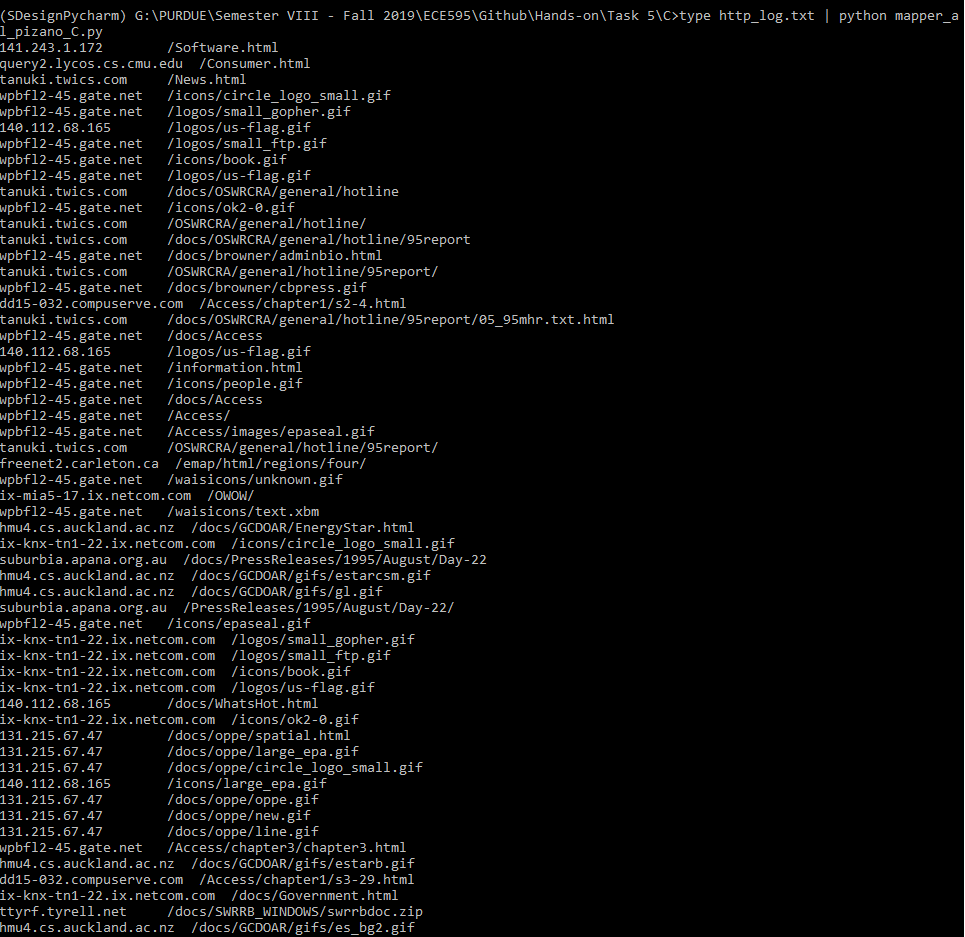 (SDesignPycharm) G:\PURDUE\Semester VIII - Fall 2019\ECE595\Github\Hands-on\Task 5\C>type http_log.txt | python mapper_a
l_pizano_C.py
141.243.1.172 /Software.html
query2.lycos.cs.cmu.edu /Consumer.html
tanuki.twics.com /News.html
wpbfl2-45.gate.net /icons/circle_logo_small.gif
wpbfl2-45.gate.net /logos/small_gopher.gif
140.112.68.165 /logos/us-flag.gif
wpbfl2-45.gate.net /logos/small_ftp.gif
wpbfl2-45.gate.net /icons/book.gif
wpbfl2-45.gate.net /logos/us-flag.gif
tanuki.twics.com /docs/OSWRCRA/general/hotline
wpbfl2-45.gate.net /icons/ok2-0.gif
tanuki.twics.com /OSWRCRA/general/hotline/
tanuki.twics.com /docs/OSWRCRA/general/hotline/95report
wpbfl2-45.gate.net /docs/browner/adminbio.html
tanuki.twics.com /OSWRCRA/general/hotline/95report/
wpbfl2-45.gate.net /docs/browner/cbpress.gif
dd15-032.compuserve.com /Access/chapter1/s2-4.html
tanuki.twics.com /docs/OSWRCRA/general/hotline/95report/05_95mhr.txt.html
wpbfl2-45.gate.net /docs/Access
140.112.68.165 /logos/us-flag.gif
wpbfl2-45.gate.net /information.html
wpbfl2-45.gate.net /icons/people.gif
wpbfl2-45.gate.net /docs/Access
wpbfl2-45.gate.net /Access/
wpbfl2-45.gate.net /Access/images/epaseal.gif
tanuki.twics.com /OSWRCRA/general/hotline/95report/
freenet2.carleton.ca /emap/html/regions/four/
wpbfl2-45.gate.net /waisicons/unknown.gif
ix-mia5-17.ix.netcom.com /OWOW/
wpbfl2-45.gate.net /waisicons/text.xbm
hmu4.cs.auckland.ac.nz /docs/GCDOAR/EnergyStar.html
ix-knx-tn1-22.ix.netcom.com /icons/circle_logo_small.gif
suburbia.apana.org.au /docs/PressReleases/1995/August/Day-22
hmu4.cs.auckland.ac.nz /docs/GCDOAR/gifs/estarcsm.gif
hmu4.cs.auckland.ac.nz /docs/GCDOAR/gifs/gl.gif
suburbia.apana.org.au /PressReleases/1995/August/Day-22/
wpbfl2-45.gate.net /icons/epaseal.gif
ix-knx-tn1-22.ix.netcom.com /logos/small_gopher.gif
ix-knx-tn1-22.ix.netcom.com /logos/small_ftp.gif
ix-knx-tn1-22.ix.netcom.com /icons/book.gif
ix-knx-tn1-22.ix.netcom.com /logos/us-flag.gif
140.112.68.165 /docs/WhatsHot.html
ix-knx-tn1-22.ix.netcom.com /icons/ok2-0.gif
131.215.67.47 /docs/oppe/spatial.html
131.215.67.47 /docs/oppe/large_epa.gif
131.215.67.47 /docs/oppe/circle_logo_small.gif
140.112.68.165 /icons/large_epa.gif
131.215.67.47 /docs/oppe/oppe.gif
131.215.67.47 /docs/oppe/new.gif
131.215.67.47 /docs/oppe/line.gif
wpbfl2-45.gate.net /Access/chapter3/chapter3.html
hmu4.cs.auckland.ac.nz /docs/GCDOAR/gifs/estarb.gif
dd15-032.compuserve.com /Access/chapter1/s3-29.html
ix-knx-tn1-22.ix.netcom.com /docs/Government.html
ttyrf.tyrell.net /docs/SWRRB_WINDOWS/swrrbdoc.zip
hmu4.cs.auckland.ac.nz /docs/GCDOAR/gifs/es_bg2.gif